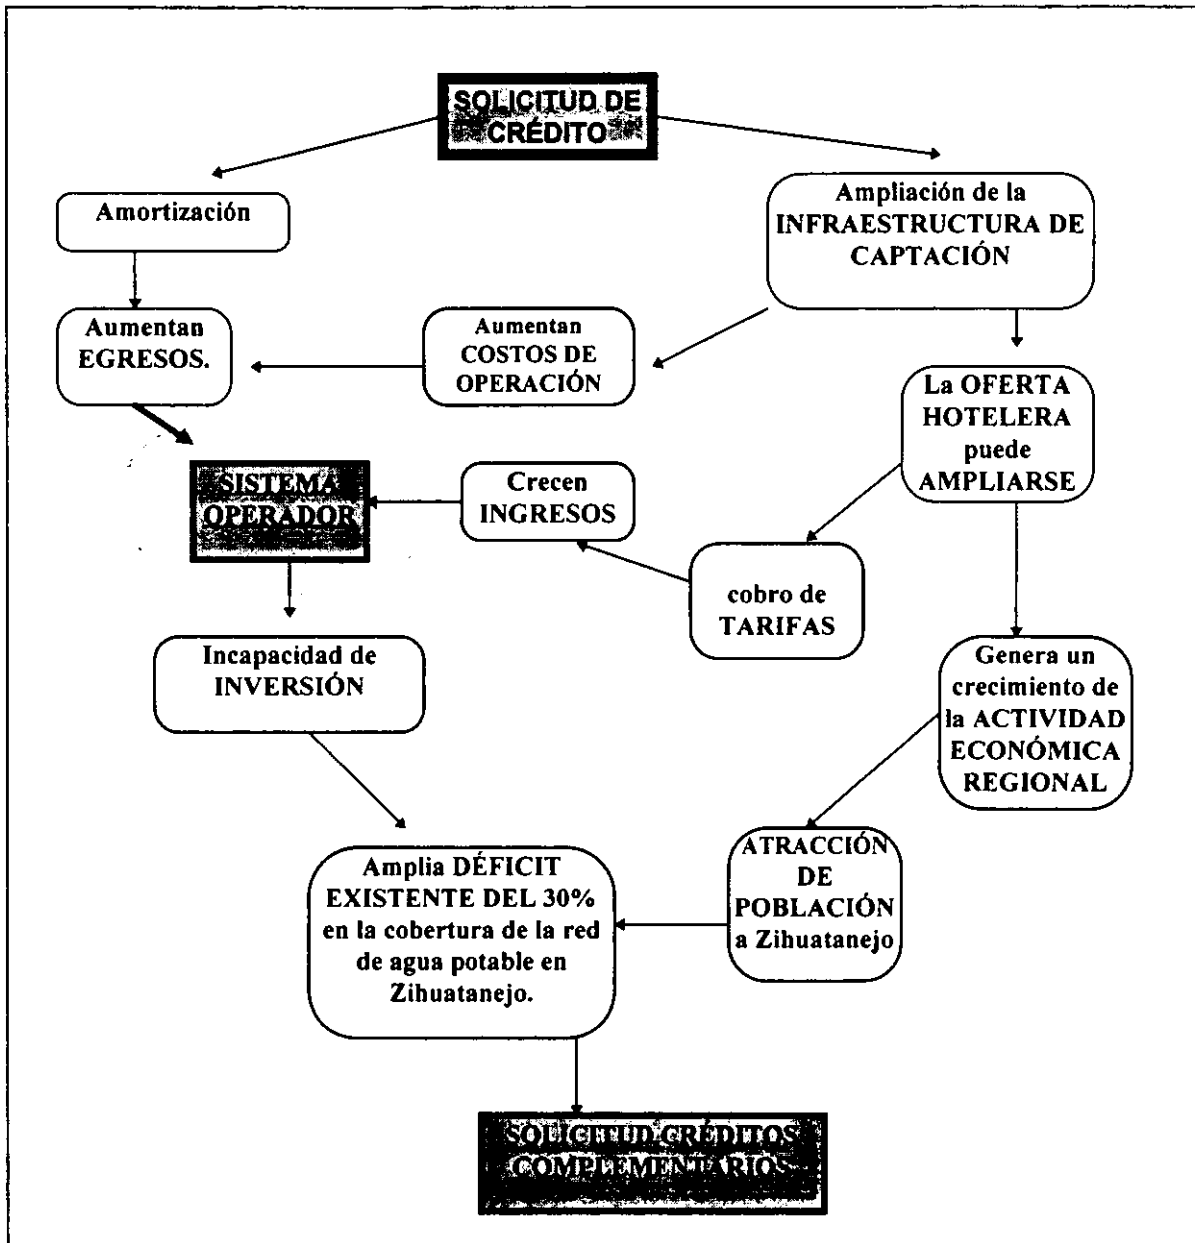 SOLICITUD DE
CRÉDITO
Amortización
Ampliación de la
INFRAESTRUCTURA DE
CAPTACIÓN
Aumentan
EGRESOS.
Aumentan
COSTOS DE
OPERACIÓN
La OFERTA
HOTELERA
puede
AMPLIARSE
SISTEMA
OPERADOR
Crecen
INGRESOS
cobro de
TARIFAS
Incapacidad de
INVERSIÓN
Genera un
crecimiento de
la ACTIVIDAD
ECONÓMICA
REGIONAL
Amplia DÉFICIT
EXISTENTE DEL 30%
en la cobertura de la red
de agua potable en
Zihuatanejo.
ATRACCIÓN
DE
POBLACIÓN
a Zihuatanejo
SOLICITUD CRÉDITOS
COMPLEMENTARIOS